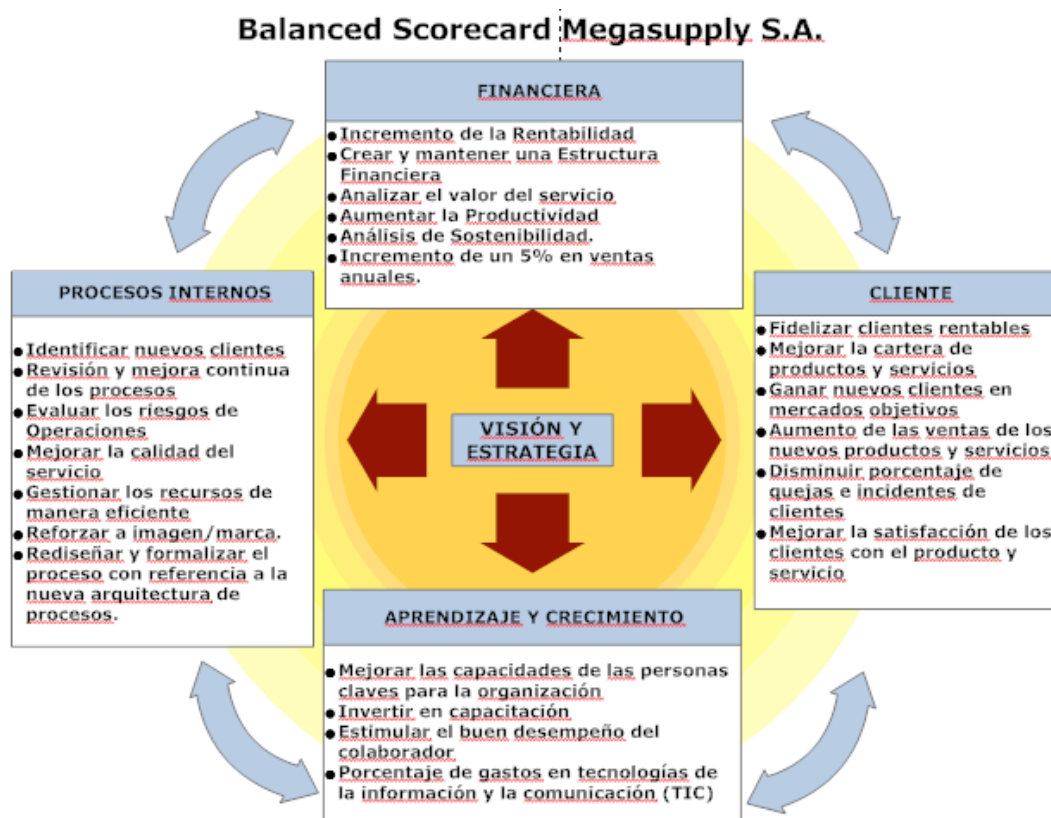 Balanced Scorecard Megasupply S.A.
FINANCIERA
● Incremento de la Rentabilidad
● Crear y mantener una Estructura
Financiera
● Analizar el valor del servicio
● Aumentar la Productividad
● Análisis de Sostenibilidad.
● Incremento de un 5% en ventas
anuales.
PROCESOS INTERNOS
● Identificar nuevos clientes
● Revisión y mejora continua
de los procesos
● Evaluar los riesgos de
Operaciones
● Mejorar la calidad del
servicio
● Gestionar los recursos de
manera eficiente
● Reforzar a imagen/marca.
● Rediseñar y formalizar el
proceso con referencia a la
nueva arquitectura de
procesos.
VISIÓN Y
ESTRATEGIA
CLIENTE
● Fidelizar clientes rentables
● Mejorar la cartera de
productos y servicios
● Ganar nuevos clientes en
mercados objetivos
● Aumento de las ventas de los
nuevos productos y servicios
● Disminuir porcentaje de
quejas e incidentes de
clientes
● Mejorar la satisfacción de los
clientes con el producto y
servicio
APRENDIZAJE Y CRECIMIENTO
● Mejorar las capacidades de las personas
claves para la organización
● Invertir en capacitación
● Estimular el buen desempeño del
colaborador
● Porcentaje de gastos en tecnologías de
la información y la comunicación (TIC)